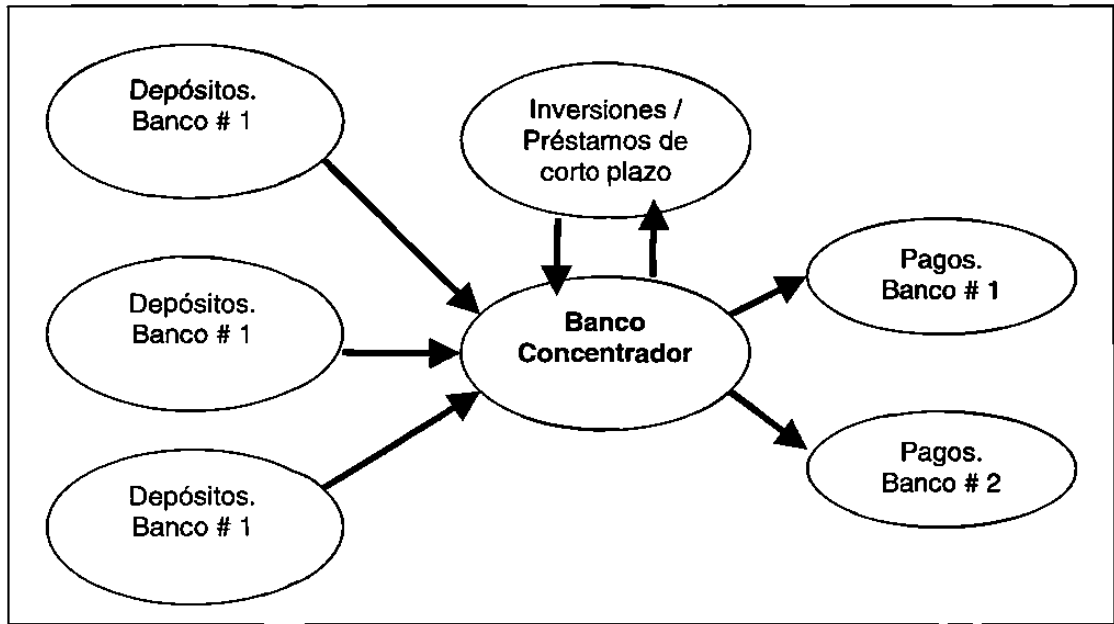 Depósitos.
Banco # 1
Inversiones /
Préstamos de
corto plazo
Depósitos.
Banco # 1
Banco
Concentrador
Pagos.
Banco # 1
Depósitos.
Banco # 1
Pagos.
Banco # 2